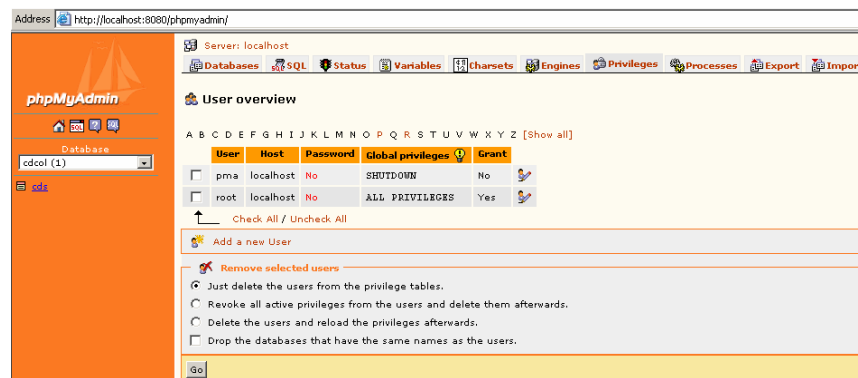 Address http://localhost:8080/phpmyadmin/
Server: localhost
Databases SQL Status Variables Charsets Engines Privileges Processes Export Impor
phpMyAdmin
Database
cdcol (1)
cds
User overview
A B C D E F G H I J K L M N O P Q R S T U V W X Y Z [Show all]
User Host Password Global privileges Grant
pma localhost No SHUTDOWN No
root localhost No ALL PRIVILEGES Yes
Check All / Uncheck All
Add a new User
Remove selected users
Just delete the users from the privilege tables.
Revoke all active privileges from the users and delete them afterwards.
Delete the users and reload the privileges afterwards.
Drop the databases that have the same names as the users.
Go